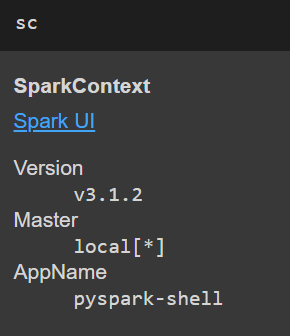 sc
SparkContext
Spark UI
Version
v3.1.2
Master
local[*]
AppName
pyspark-shell